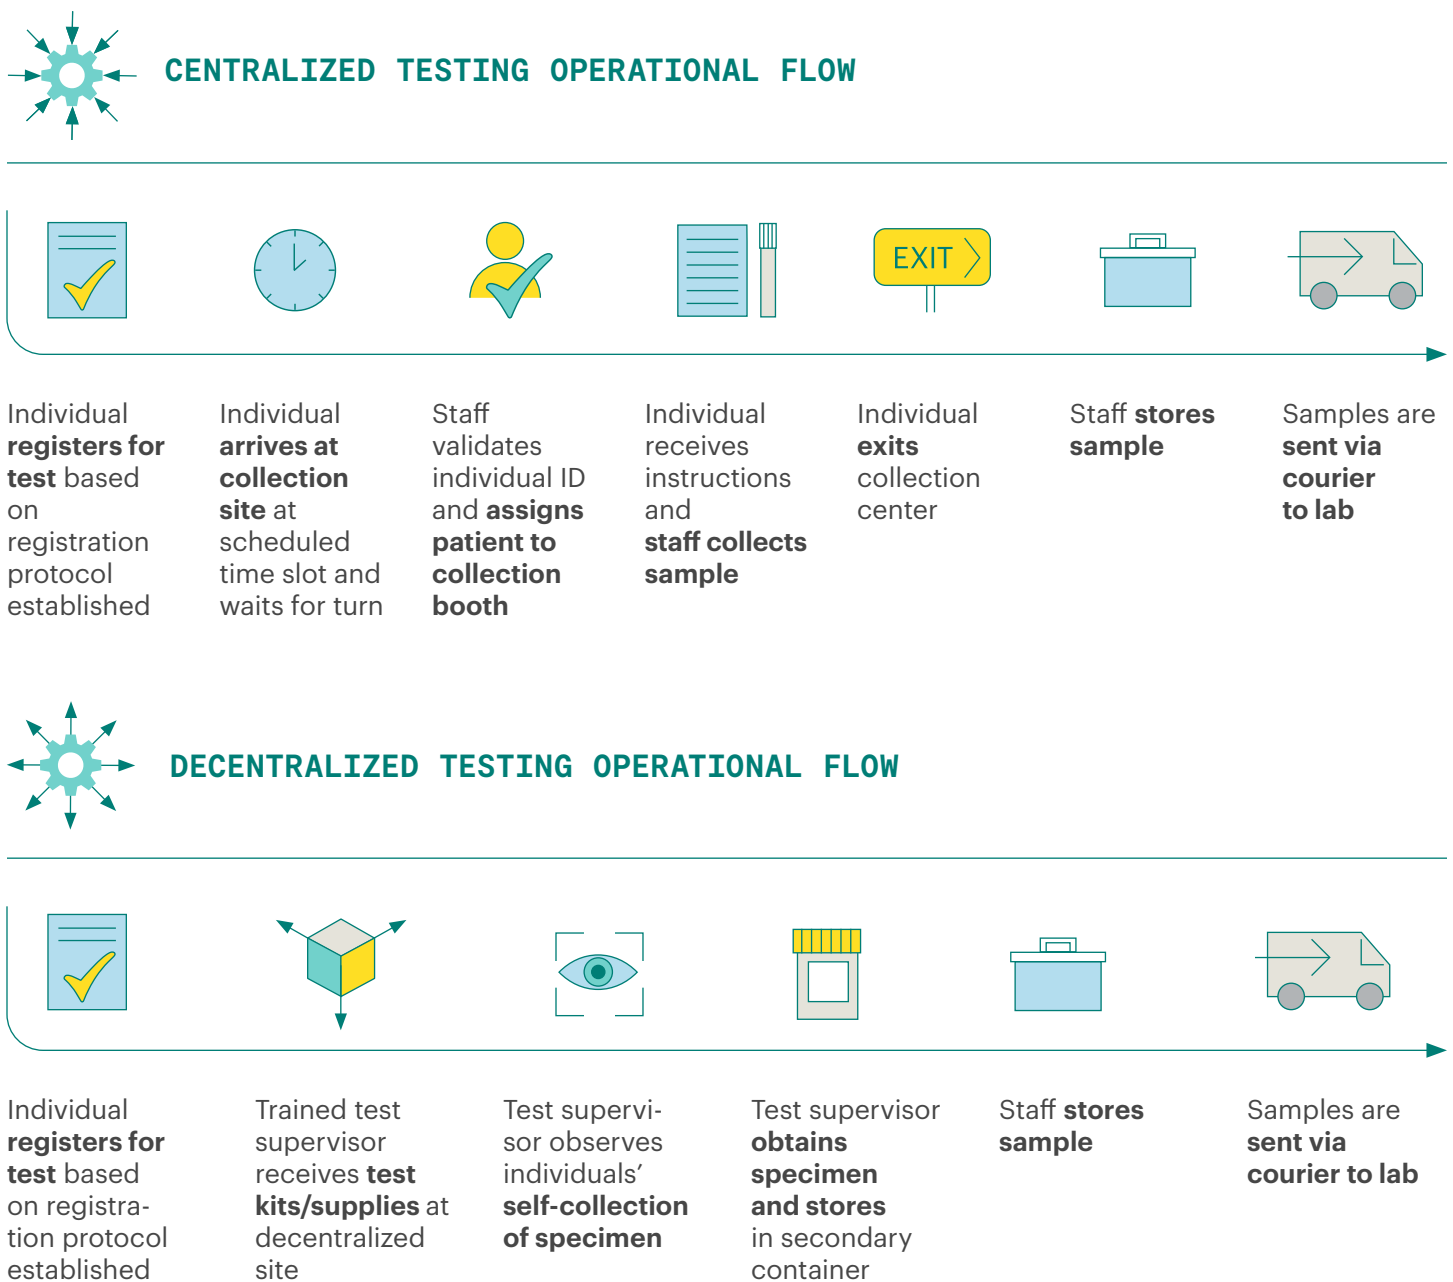 CENTRALIZED TESTING OPERATIONAL FLOW
EXIT
Individual
registers for
test based
on
registration
protocol
established
Individual
arrives at
collection
site at
scheduled
time slot and
waits for turn
Staff
validates
individual ID
and assigns
patient to
collection
booth
Individual
receives
instructions
and
staff collects
sample
Individual
exits
collection
center
Staff stores
sample
Samples are
sent via
courier
to lab
DECENTRALIZED TESTING OPERATIONAL FLOW
Individual
registers for
test based
on registra-
tion protocol
established
Trained test
supervisor
receives test
kits/supplies at
decentralized
site
Test supervi-
sor observes
individuals’
self-collection
of specimen
Test supervisor
obtains
specimen
and stores
in secondary
container
Staff stores
sample
Samples are
sent via
courier to lab